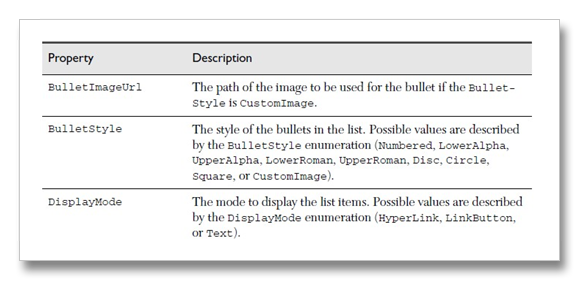 Property Description
BulletImageUrl The path of the image to be used for the bullet if the Bullet-
Style is CustomImage.
BulletStyle The style of the bullets in the list. Possible values are described
by the BulletStyle enumeration (Numbered, LowerAlpha,
UpperAlpha, LowerRoman, UpperRoman, Disc, Circle,
Square, or CustomImage).
DisplayMode The mode to display the list items. Possible values are described
by the DisplayMode enumeration (HyperLink, LinkButton,
or Text).